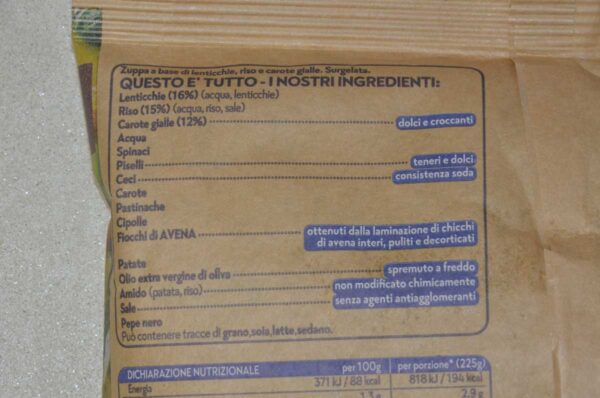 Zuppa a base di lenticchie, riso e carote gialle. Surgelata.
QUESTO E' TUTTO - I NOSTRI INGREDIENTI:
Lenticchie (16%) (acqua, lenticchie)
Riso (15%) (acqua, riso, sale)
Carote gialle (12%) dolci e croccanti
Acqua
Spinaci
Piselli teneri e dolci
Ceci consistenza soda
Carote
Pastinache
Cipolle
Fiocchi di AVENA ottenuti dalla laminazione di chicchi
di avena interi, puliti e decorticati
Patate
Olio extra vergine di oliva spremuto a freddo
Amido (patata, riso) non modificato chimicamente
Sale senza agenti antiagglomeranti
Pepe nero
Può contenere tracce di grano,soia,latte,sedano.
DICHIARAZIONE NUTRIZIONALE per 100g per porzione* (225g)
Energia 371 kJ / 88 kcal 818 kJ / 194 kcal
2,9 g